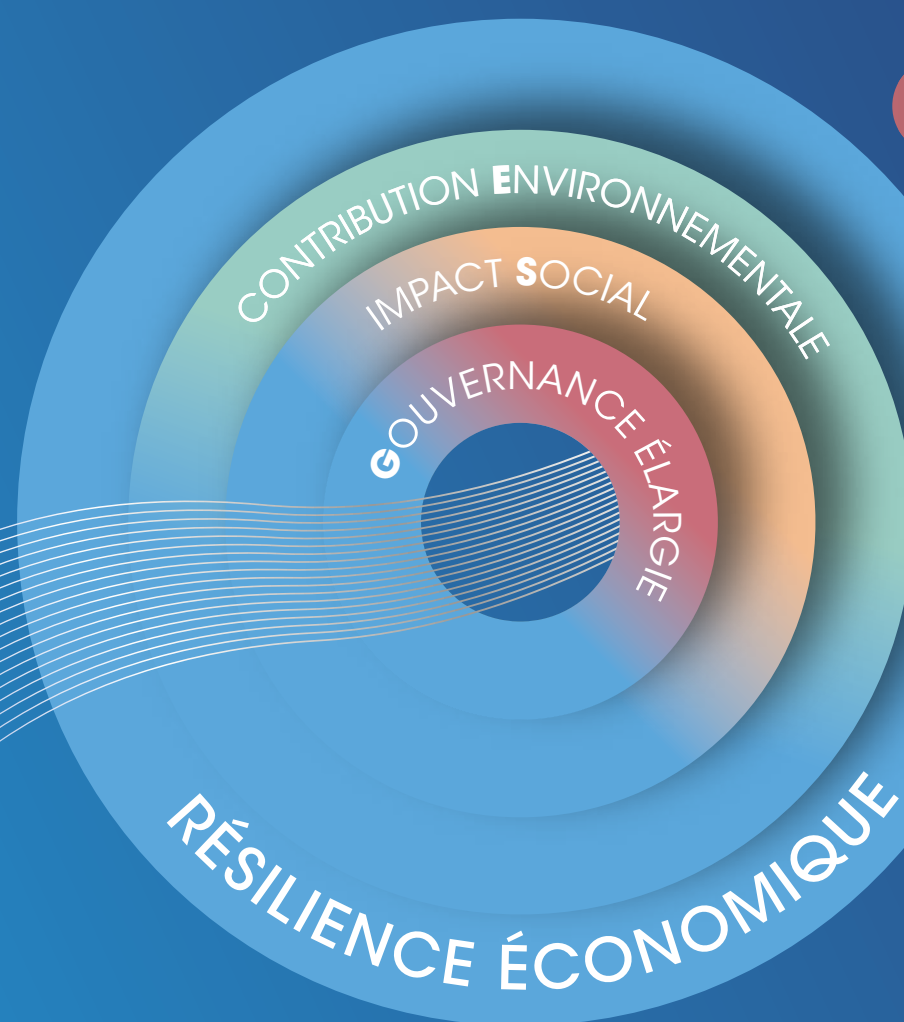 CONTRIBUTION ENVIRONNEMENTALE
IMPACT SOCIAL
GOUVERNANCE ÉLARGIE
RÉSILIENCE ÉCONOMIQUE